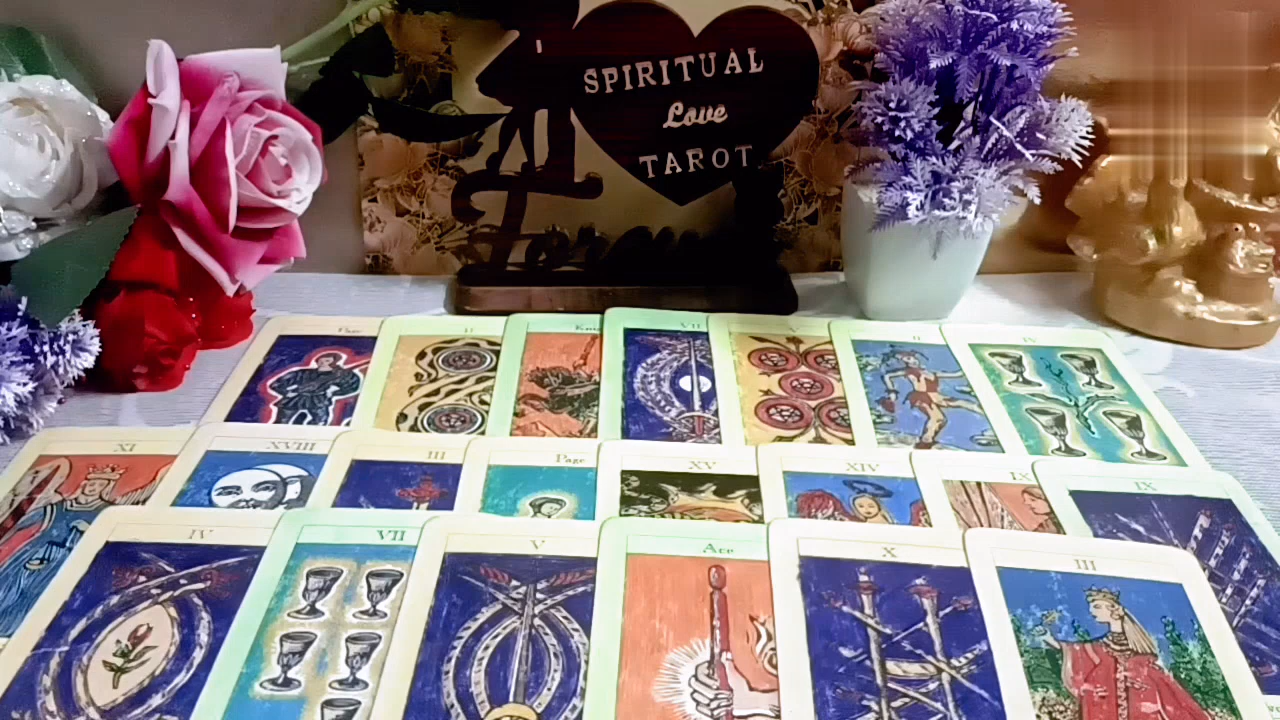 SPIRITUAL
Love
TAROT
Page II VII V II IV
XI XVIII III Page XV XIV IX IX
IV VII V Ace X III